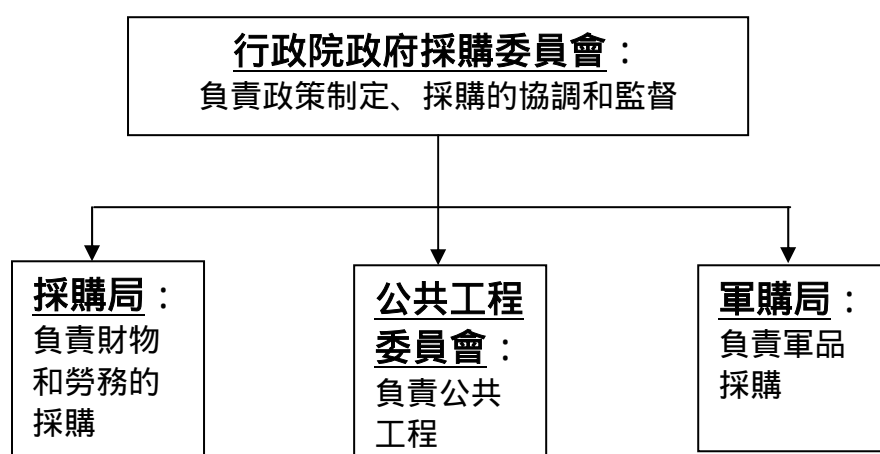 行政院政府採購委員會：
負責政策制定、採購的協調和監督
採購局：
負責財物
和勞務的
採購
公共工程
委員會：
負責公共
工程
軍購局：
負責軍品
採購